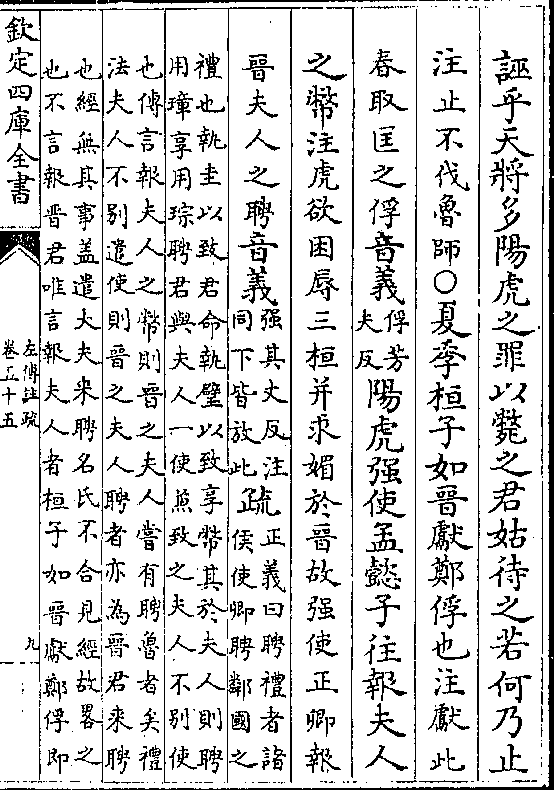 誣乎天將多陽虎之罪以斃之君姑待之若何乃止
注止不伐魯師○夏季桓子如晉獻鄭俘也注獻此
春取匡之俘音義俘芳夫反陽虎强使孟懿子往報夫人
之幣注虎欲困辱三桓并求媚於晉故强使正卿報
晉夫人之聘音義强其丈反注同下皆放此疏正義曰聘禮者諸侯使卿聘鄰國之
禮也執圭以致君命執璧以致享幣其於夫人則聘
用璋享用琮聘君與夫人一使兼致之夫人不别使
也傳言報夫人之幣則晉之夫人嘗有聘魯者矣禮
法夫人不别遣使則晉之夫人聘者亦為晉君来聘
也經無其事盖遣大夫来聘名氏不合見經故畧之
也不言報晉君唯言報夫人者桓子如晉獻鄭俘即
欽定四庫全書
左傳註疏
卷五十五
九